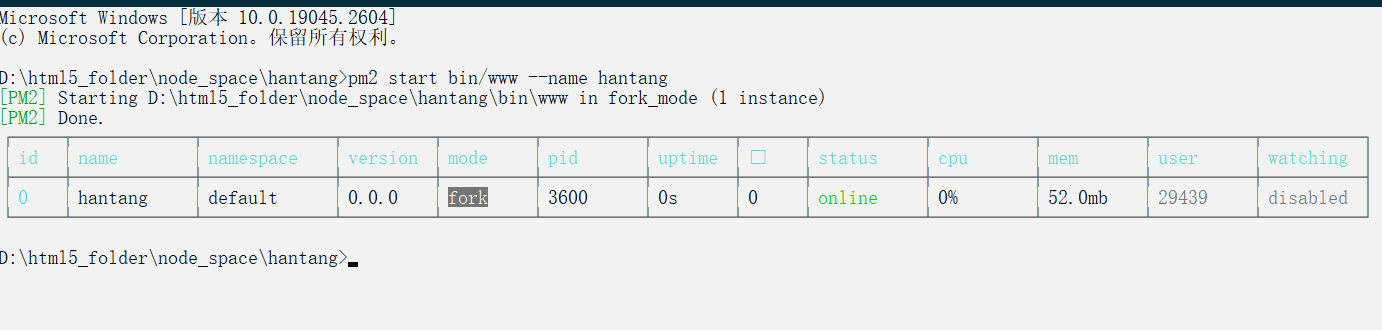 Microsoft Windows [版本 10.0.19045.2604]
(c) Microsoft Corporation。保留所有权利。
D:\html5_folder\node_space\hantang>pm2 start bin/www --name hantang
[PM2] Starting D:\html5_folder\node_space\hantang\bin\www in fork_mode (1 instance)
[PM2] Done.
id name namespace version mode pid uptime □ status cpu mem user watching
0 hantang default 0.0.0 fork 3600 0s 0 online 0% 52.0mb 29439 disabled
D:\html5_folder\node_space\hantang>